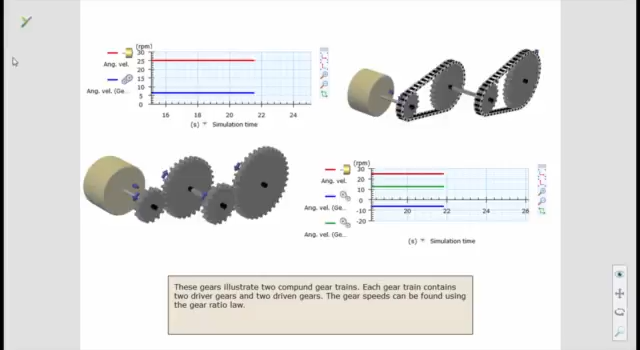 (rpm)
30
25
20
15
10
5
0
Ang. vel.
Ang. vel. (Ge...
16 18 20 22 24
(s) Simulation time
(rpm)
30
20
10
0
-10
-20
Ang. vel.
Ang. vel. (Ge...
Ang. vel. (Ge...
20 22 24 26
(s) Simulation time
These gears illustrate two compund gear trains. Each gear train contains
two driver gears and two driven gears. The gear speeds can be found using
the gear ratio law.